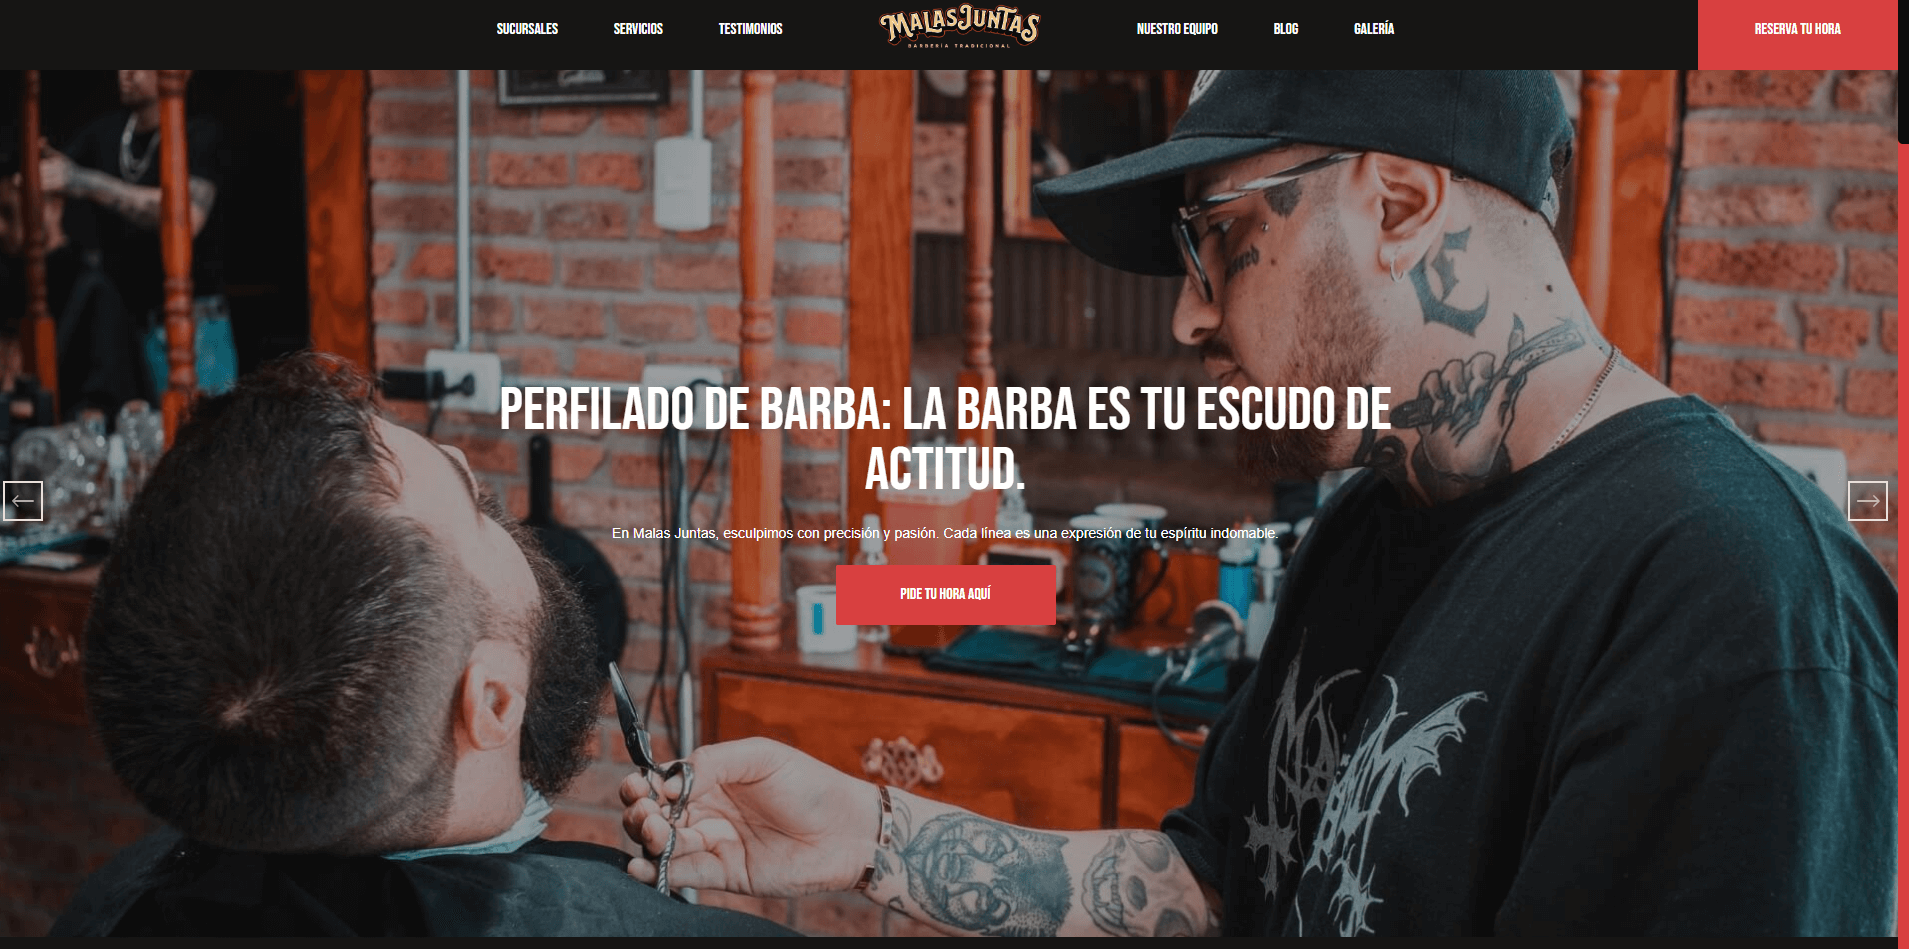 SUCURSALES
SERVICIOS
TESTIMONIOS
MALAS JUNTAS
BARBERÍA TRADICIONAL
NUESTRO EQUIPO
BLOG
GALERÍA
RESERVA TU HORA
PERFILADO DE BARBA: LA BARBA ES TU ESCUDO DE
ACTITUD.
En Malas Juntas, esculpimos con precisión y pasión. Cada línea es una expresión de tu espíritu indomable.
PIDE TU HORA AQUÍ